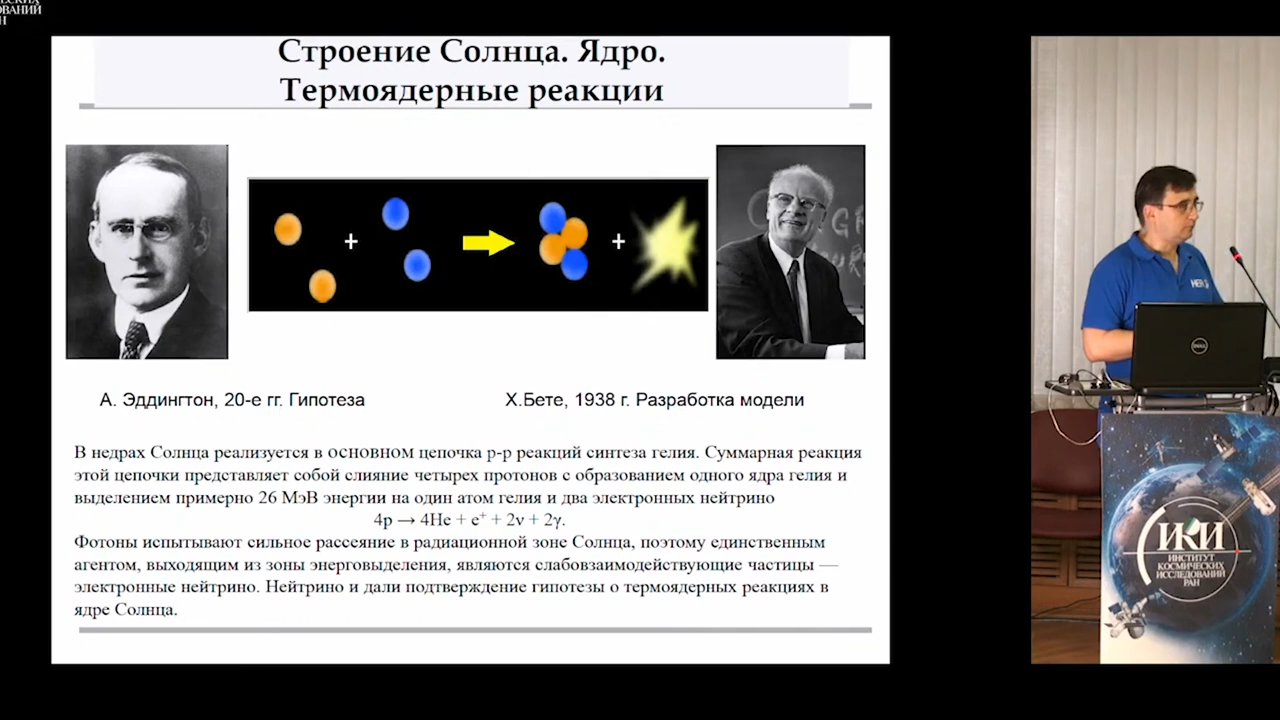 Строение Солнца. Ядро.
Термоядерные реакции
+
+
GR
А. Эддингтон, 20-е гг. Гипотеза
Х.Бете, 1938 г. Разработка модели
В недрах Солнца реализуется в основном цепочка p-p реакций синтеза гелия. Суммарная реакция
этой цепочки представляет собой слияние четырех протонов с образованием одного ядра гелия и
выделением примерно 26 МэВ энергии на один атом гелия и два электронных нейтрино
4p → 4He + e⁺ + 2ν + 2γ.
Фотоны испытывают сильное рассеяние в радиационной зоне Солнца, поэтому единственным
агентом, выходящим из зоны энерговыделения, являются слабовзаимодействующие частицы —
электронные нейтрино. Нейтрино и дали подтверждение гипотезы о термоядерных реакциях в
ядре Солнца.
DELL
ИКИ
ИНСТИТУТ
КОСМИЧЕСКИХ
ИССЛЕДОВАНИЙ
РАН